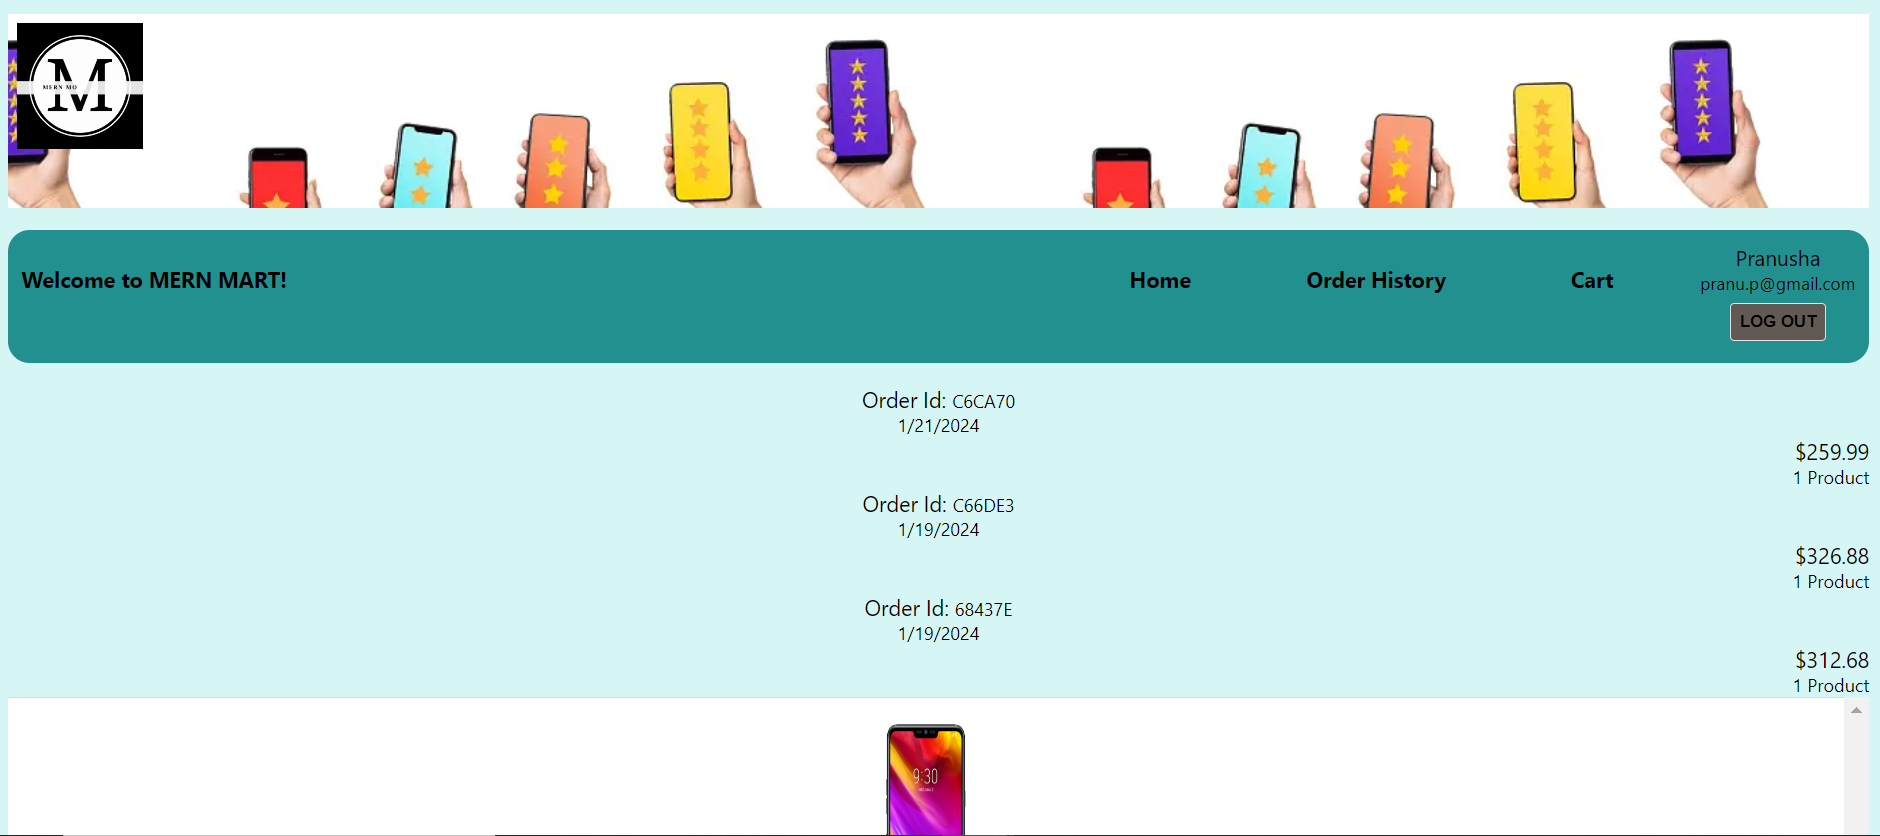 M
MERN MO
Welcome to MERN MART!
Home
Order History
Cart
Pranusha
pranu.p@gmail.com
LOG OUT
Order Id: C6CA70
1/21/2024
$259.99
1 Product
Order Id: C66DE3
1/19/2024
$326.88
1 Product
Order Id: 68437E
1/19/2024
$312.68
1 Product
9:30